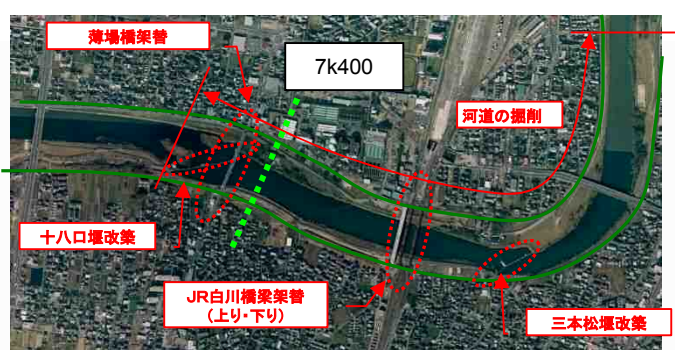 薄場橋架替
7k400
河道の掘削
十八口堰改築
JR白川橋梁架替
(上り・下り)
三本松堰改築